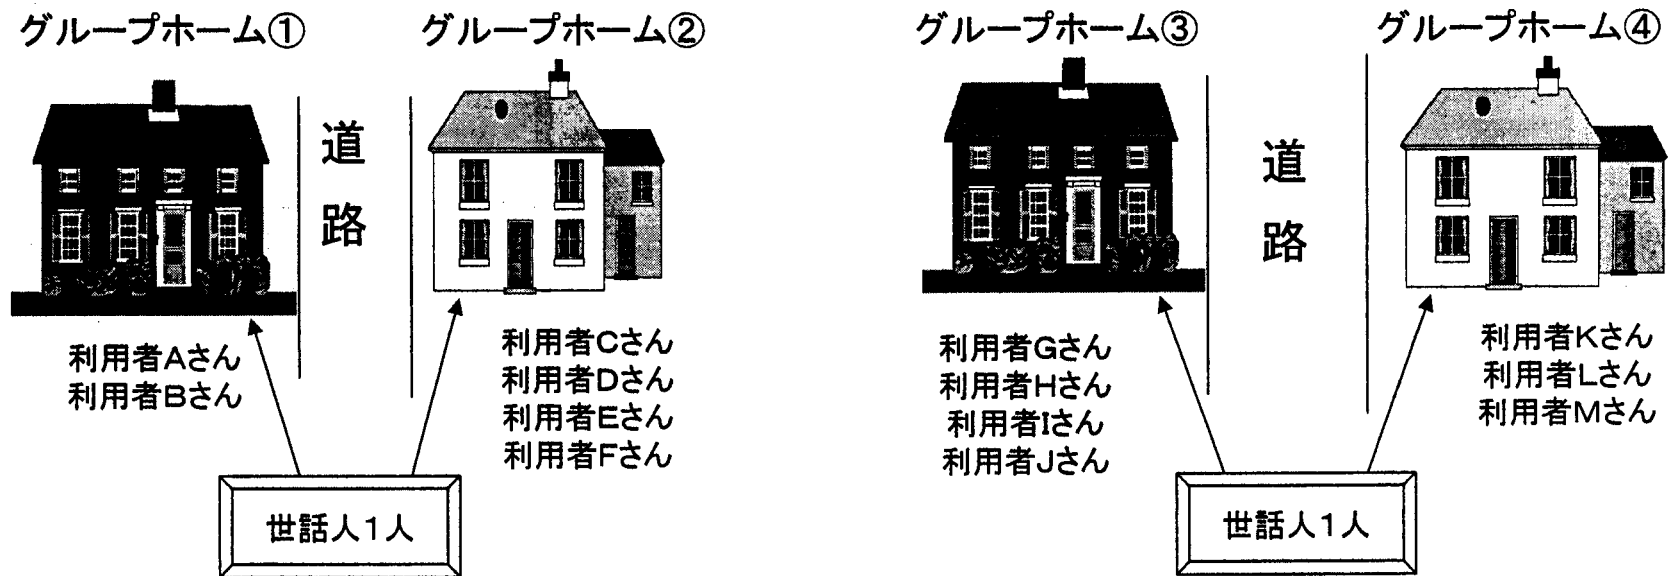 グループホーム①
グループホーム②
グループホーム③
グループホーム④
道路
道路
利用者Aさん
利用者Bさん
利用者Cさん
利用者Dさん
利用者Eさん
利用者Fさん
利用者Gさん
利用者Hさん
利用者Iさん
利用者Jさん
利用者Kさん
利用者Lさん
利用者Mさん
世話人1人
世話人1人